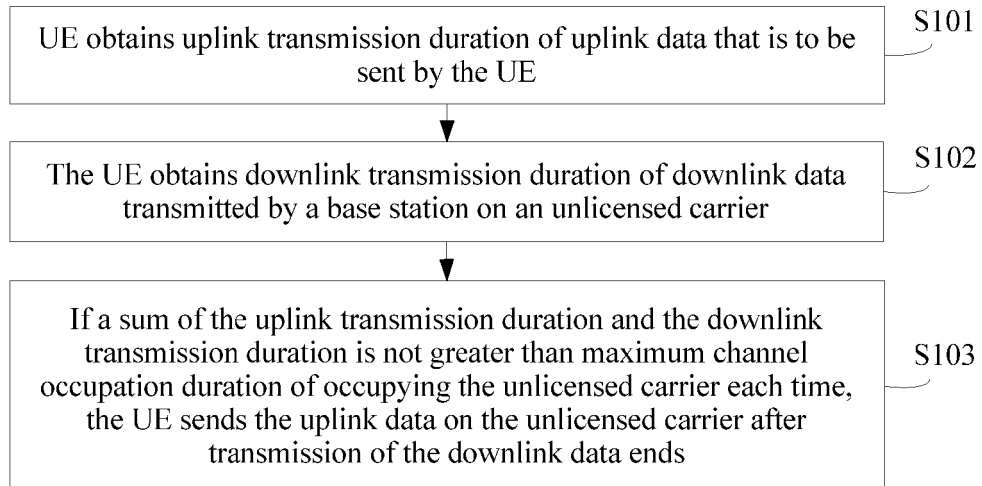 S101
UE obtains uplink transmission duration of uplink data that is to be
sent by the UE
S102
The UE obtains downlink transmission duration of downlink data
transmitted by a base station on an unlicensed carrier
If a sum of the uplink transmission duration and the downlink
transmission duration is not greater than maximum channel
occupation duration of occupying the unlicensed carrier each time,
the UE sends the uplink data on the unlicensed carrier after
transmission of the downlink data ends
S103